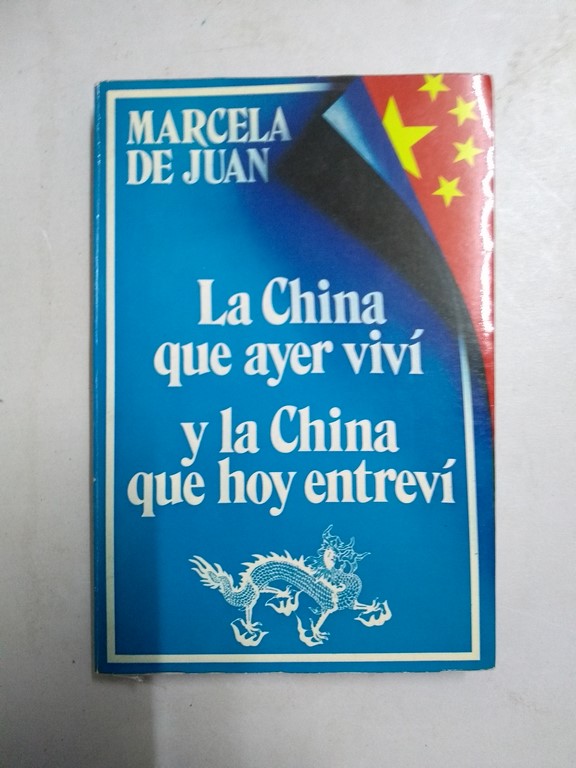 MARCELA
DE JUAN
La China
que ayer viví
y la China
que hoy entreví